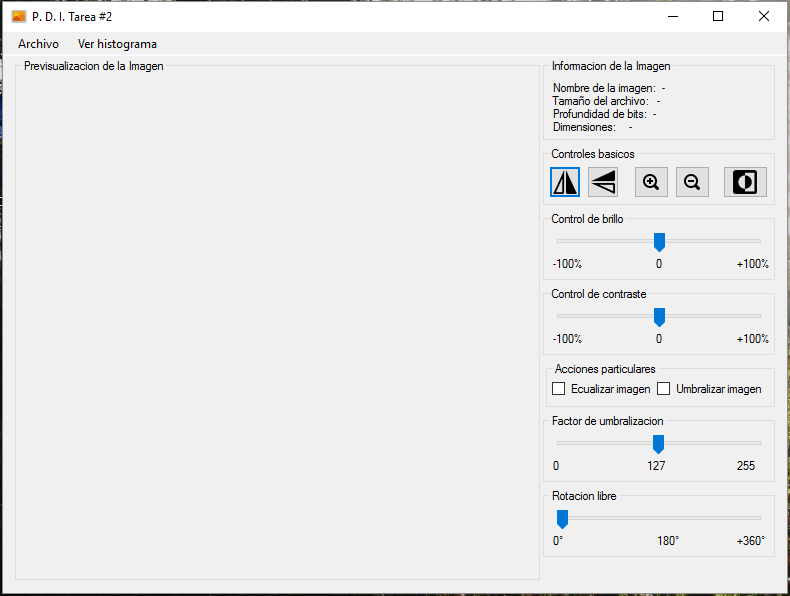 P. D. I. Tarea #2
Archivo Ver histograma
Previsualizacion de la Imagen
Informacion de la Imagen
Nombre de la imagen: -
Tamaño del archivo: -
Profundidad de bits: -
Dimensiones: -
Controles basicos
Control de brillo
-100% 0 +100%
Control de contraste
-100% 0 +100%
Acciones particulares
Ecualizar imagen Umbralizar imagen
Factor de umbralizacion
0 127 255
Rotacion libre
0° 180° +360°